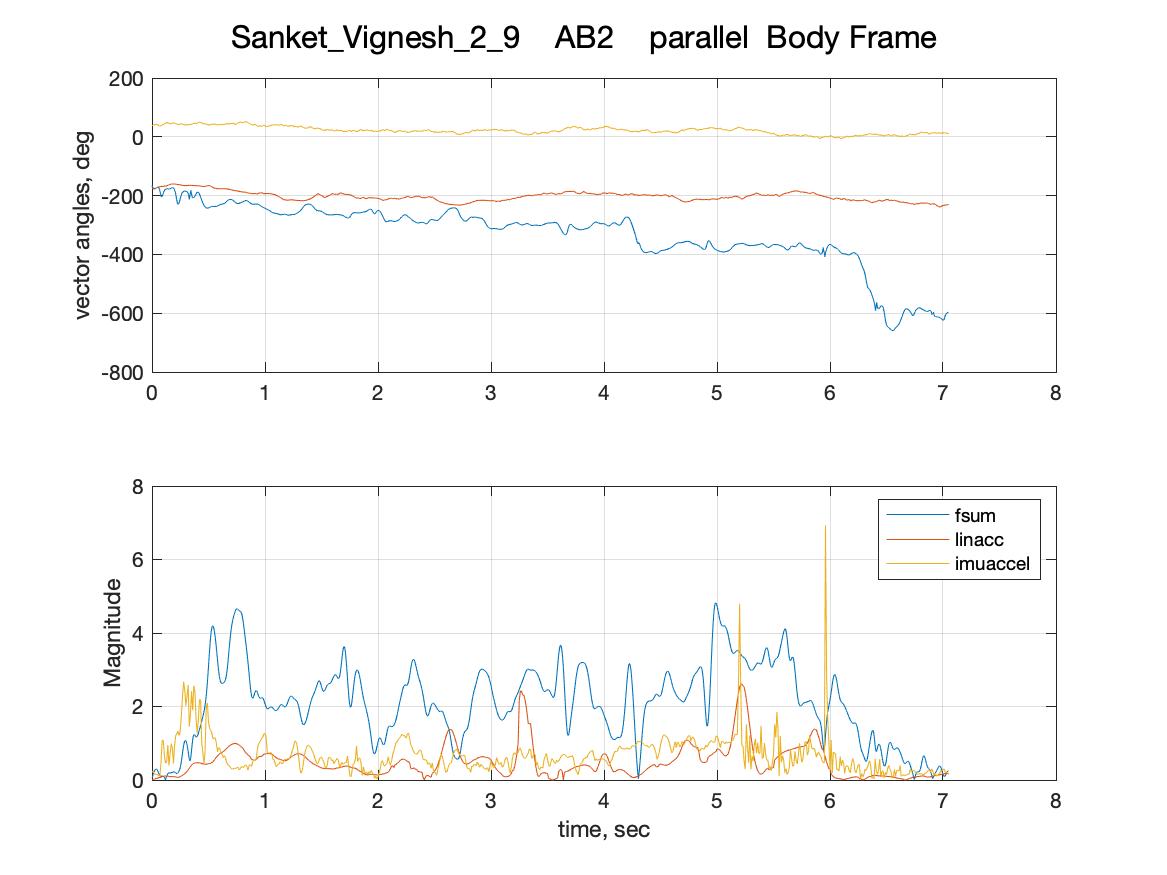 Sanket_Vignesh_2_9 AB2 parallel Body Frame
200
0
-200
-400
-600
-800
vector angles, deg
0 1 2 3 4 5 6 7 8
8
6
4
2
0
Magnitude
fsum
linacc
imuaccel
0 1 2 3 4 5 6 7 8
time, sec